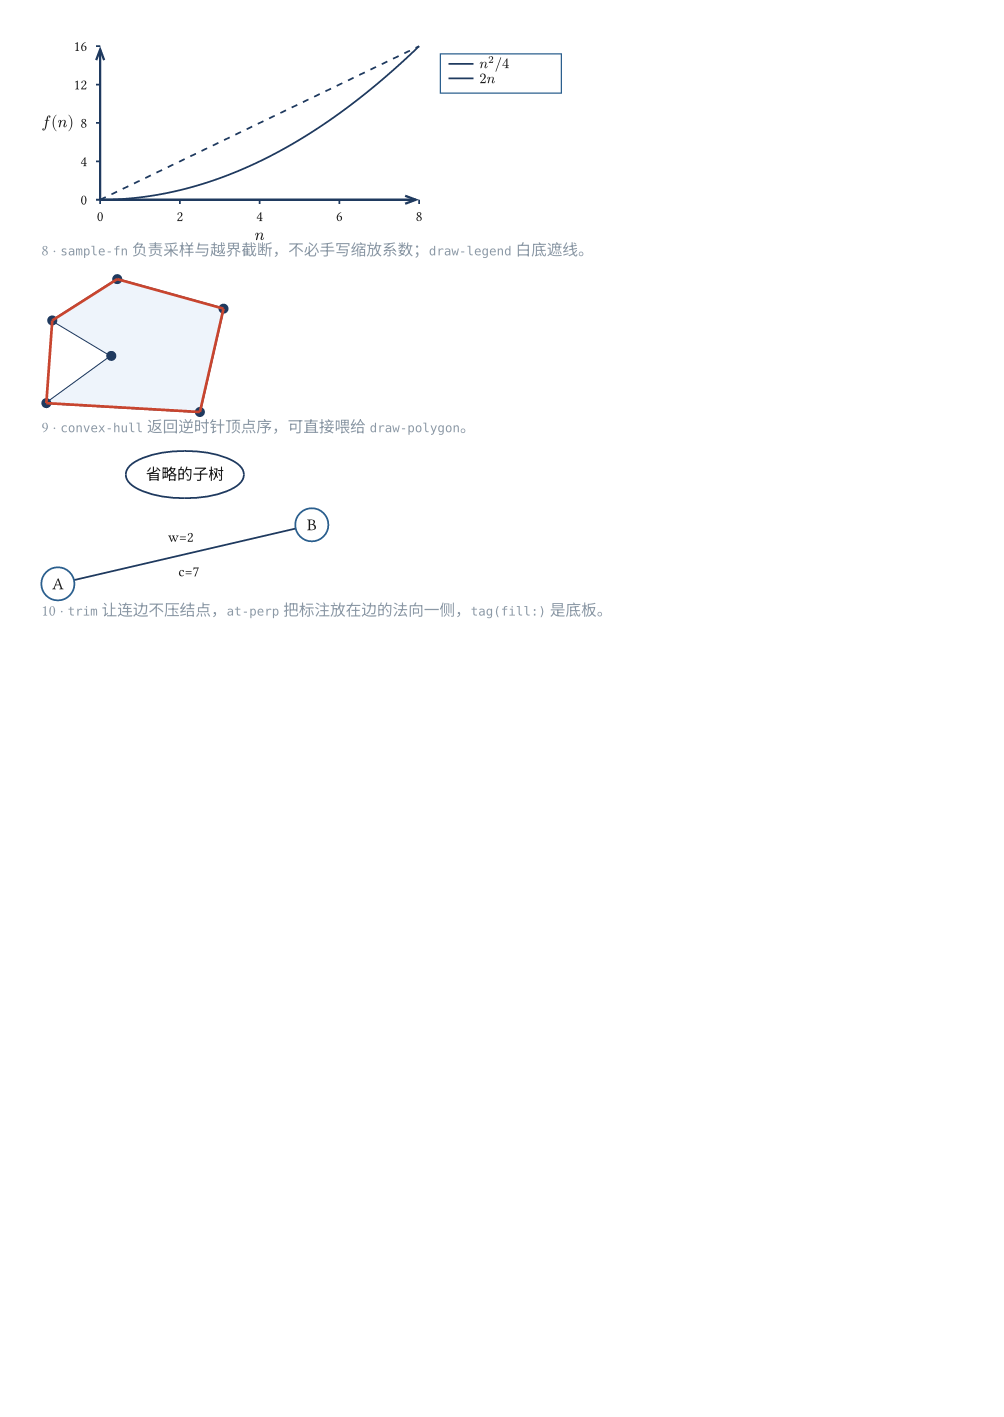 16
12
f(n) 8
4
0
0 2 4 6 8
n
n²/4
2n
8 · sample-fn 负责采样与越界截断，不必手写缩放系数；draw-legend 白底遮线。
9 · convex-hull 返回逆时针顶点序，可直接喂给 draw-polygon。
省略的子树
B
w=2
c=7
A
10 · trim 让连边不压结点，at-perp 把标注放在边的法向一侧，tag(fill:) 是底板。